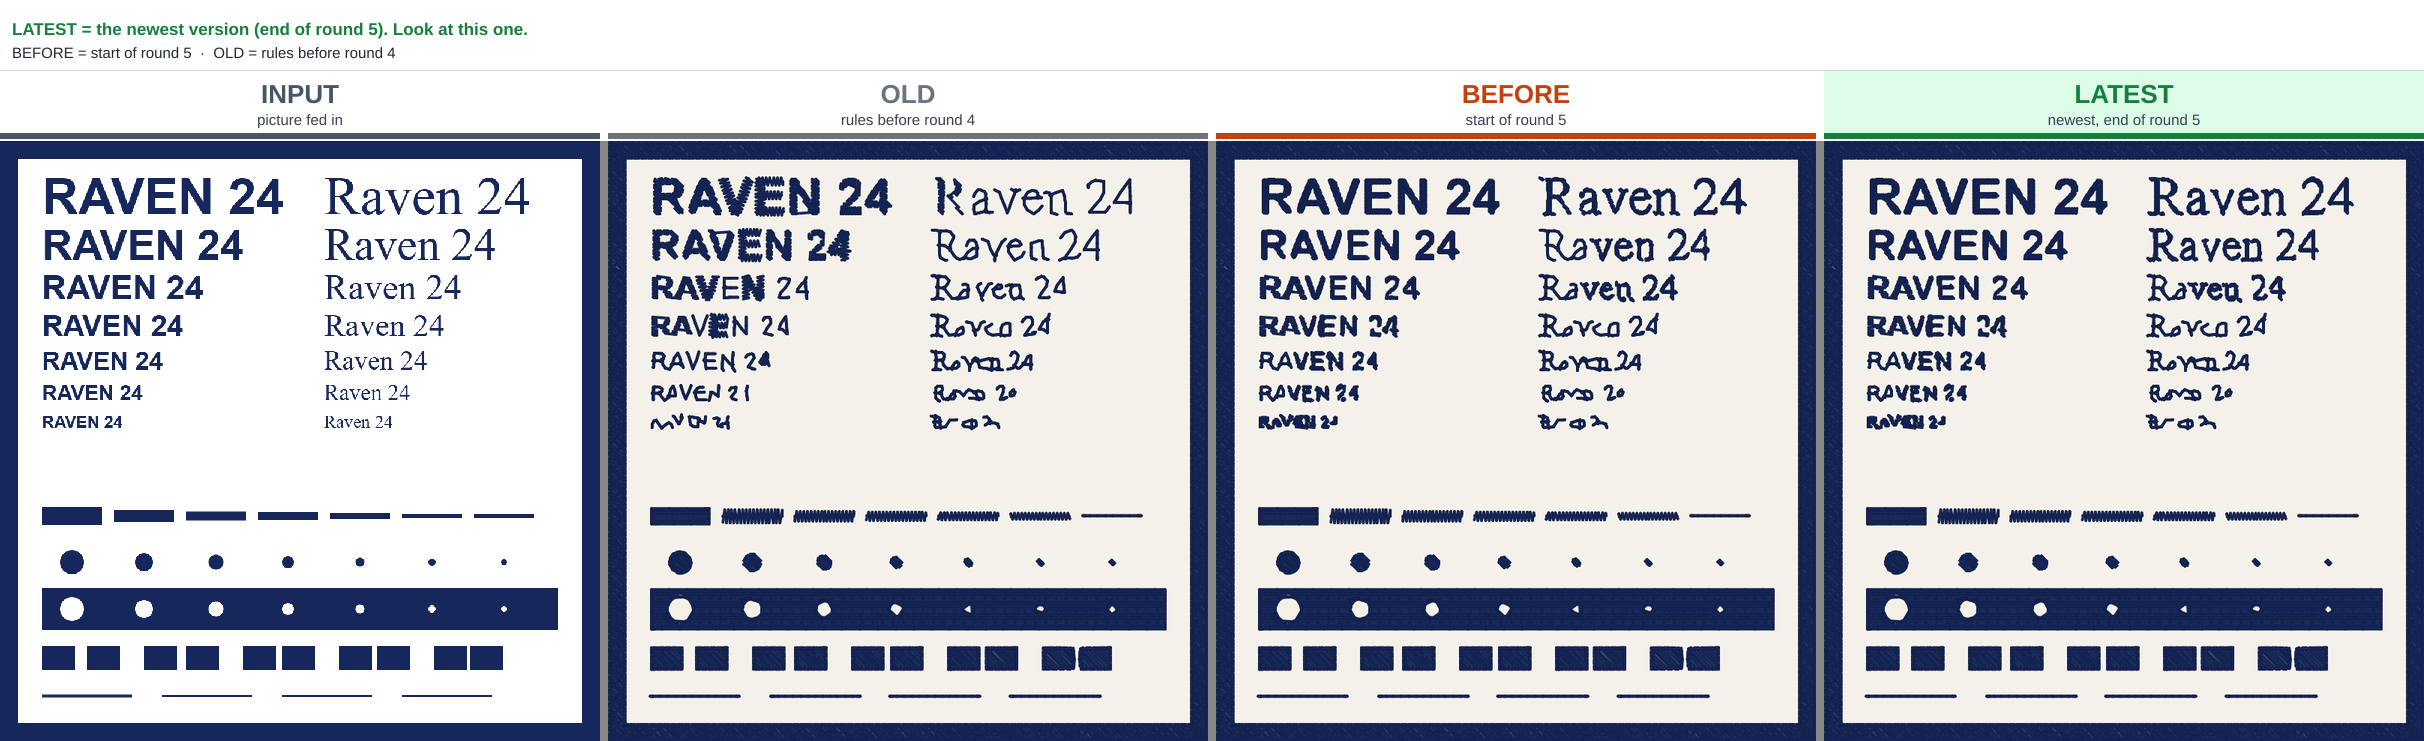 LATEST = the newest version (end of round 5). Look at this one.
BEFORE = start of round 5 · OLD = rules before round 4
INPUT
picture fed in
RAVEN 24 Raven 24
RAVEN 24 Raven 24
RAVEN 24 Raven 24
RAVEN 24 Raven 24
RAVEN 24 Raven 24
RAVEN 24 Raven 24
RAVEN 24 Raven 24
OLD
rules before round 4
RAVEN 24 Raven 24
RAVEN 24 Raven 24
RAVEN 24 Raven 24
RAVEN 24 24
RAVEN 24 24
RAVEN
BEFORE
start of round 5
RAVEN 24 Raven 24
RAVEN 24 Raven 24
RAVEN 24 Raven 24
RAVEN 24 24
RAVEN 24 24
RAVEN 24
LATEST
newest, end of round 5
RAVEN 24 Raven 24
RAVEN 24 Raven 24
RAVEN 24 Raven 24
RAVEN 24 24
RAVEN 24 24
RAVEN 24